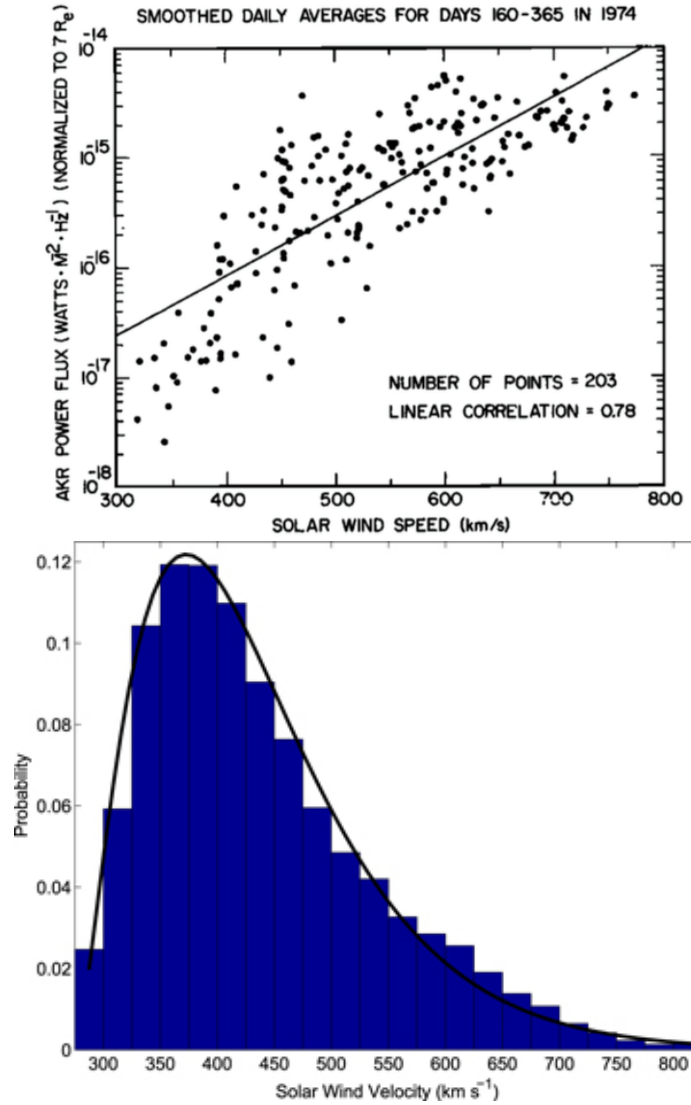 SMOOTHED DAILY AVERAGES FOR DAYS 160-365 IN 1974
AKR POWER FLUX (WATTS·M⁻²·HZ⁻¹) (NORMALIZED TO 7 Rₑ)
10⁻¹⁴
10⁻¹⁵
10⁻¹⁶
10⁻¹⁷
10⁻¹⁸
NUMBER OF POINTS = 203
LINEAR CORRELATION = 0.78
300 400 500 600 700 800
SOLAR WIND SPEED (km/s)
Probability
0.12
0.1
0.08
0.06
0.04
0.02
0
300 350 400 450 500 550 600 650 700 750 800
Solar Wind Velocity (km s⁻¹)